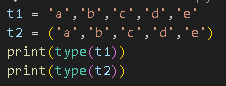 t1 = 'a','b','c','d','e'
t2 = ('a','b','c','d','e')
print(type(t1))
print(type(t2))